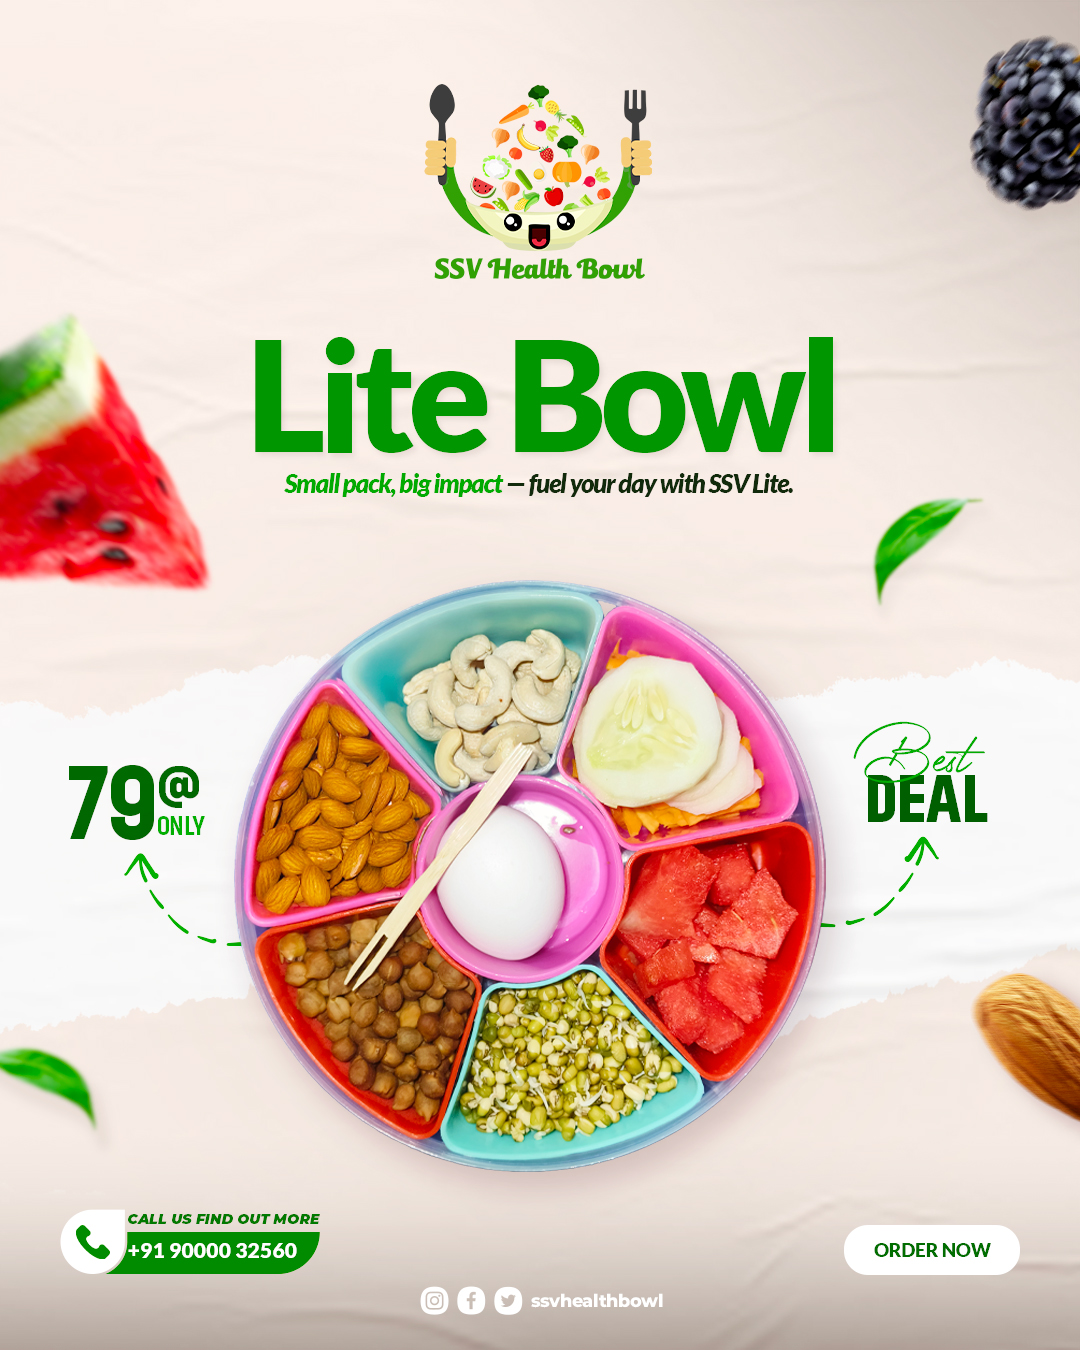 SSV Health Bowl
Lite Bowl
Small pack, big impact — fuel your day with SSV Lite.
79@
ONLY
Best
DEAL
CALL US FIND OUT MORE
+91 90000 32560
ORDER NOW
ssvhealthbowl